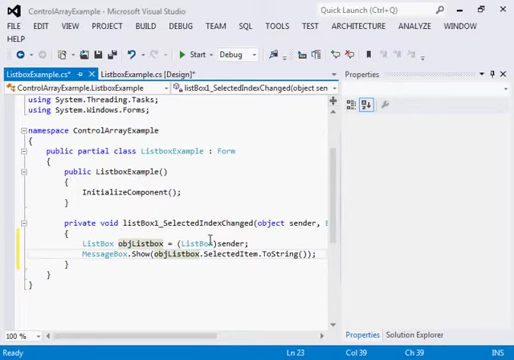 ControlArrayExample - Microsoft Visual Studio
Quick Launch (Ctrl+Q)
FILE EDIT VIEW PROJECT BUILD DEBUG TEAM SQL TOOLS TEST ARCHITECTURE ANALYZE WINDOW
HELP
Start Debug
ListboxExample.cs* ListboxExample.cs [Design]*
Properties
ControlArrayExample.ListboxExample listBox1_SelectedIndexChanged(object sen
using System.Threading.Tasks;
using System.Windows.Forms;
namespace ControlArrayExample
{
public partial class ListboxExample : Form
{
public ListboxExample()
{
InitializeComponent();
}
private void listBox1_SelectedIndexChanged(object sender,
{
ListBox objListbox = (ListBox)sender;
MessageBox.Show(objListbox.SelectedItem.ToString());
}
}
}
100 %
Properties Solution Explorer
Ready Ln 23 Col 39 Ch 39 INS